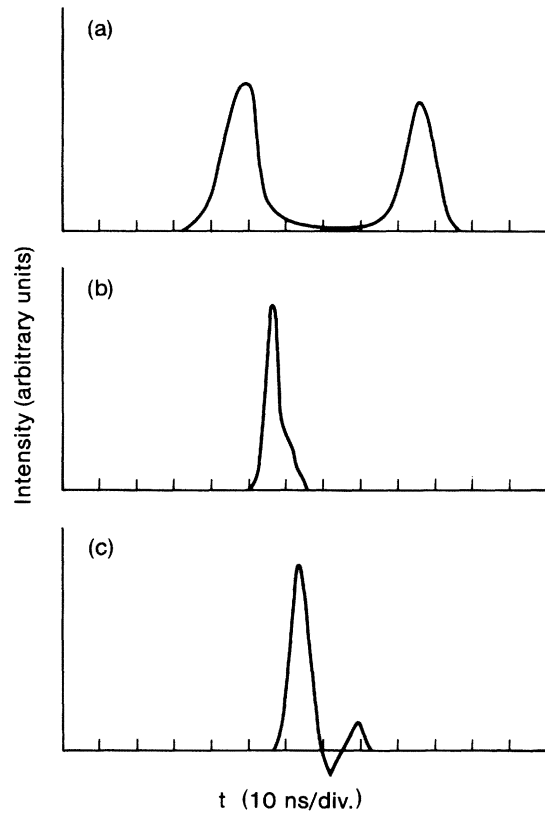 (a)
(b)
(c)
Intensity (arbitrary units)
t (10 ns/div.)